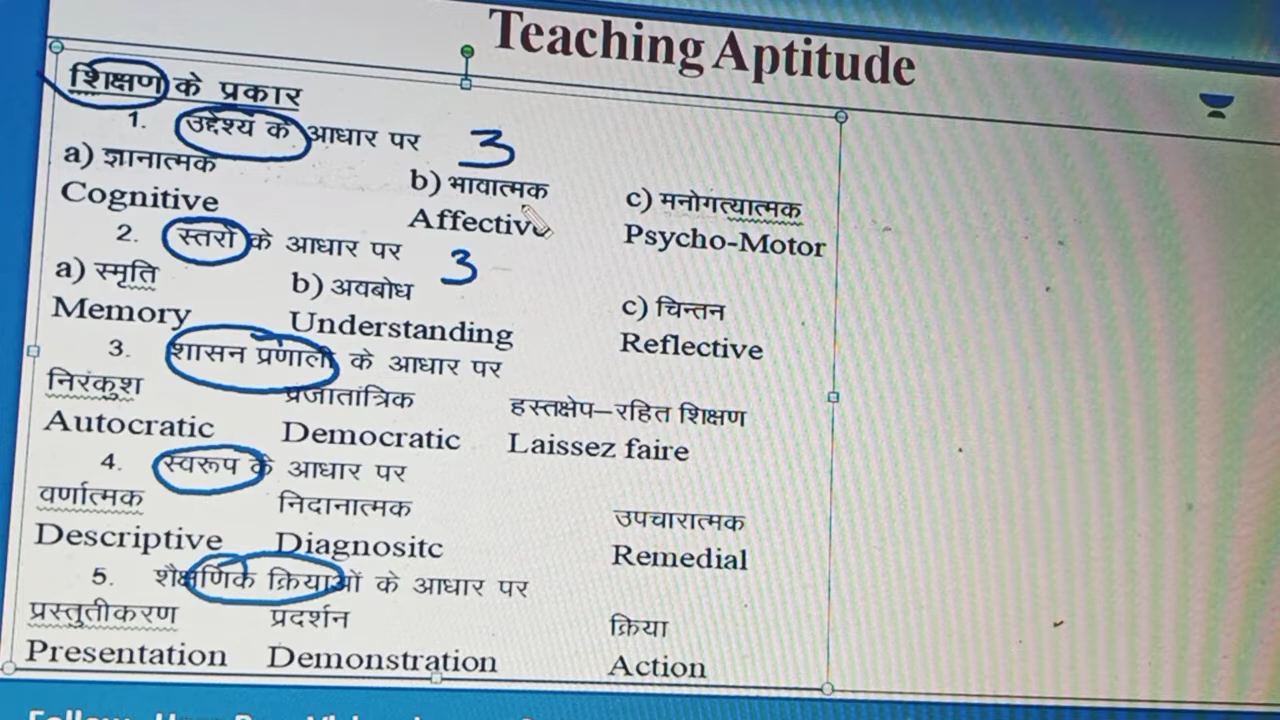 Teaching Aptitude
शिक्षण के प्रकार
1. उद्देश्य के आधार पर 3
a) ज्ञानात्मक b) भावात्मक c) मनोगत्यात्मक
Cognitive Affective Psycho-Motor
2. स्तरों के आधार पर 3
a) स्मृति b) अवबोध c) चिन्तन
Memory Understanding Reflective
3. शासन प्रणाली के आधार पर
निरंकुश प्रजातांत्रिक हस्तक्षेप–रहित शिक्षण
Autocratic Democratic Laissez faire
4. स्वरूप के आधार पर
वर्णात्मक निदानात्मक उपचारात्मक
Descriptive Diagnositc Remedial
5. शैक्षणिक क्रियाओं के आधार पर
प्रस्तुतीकरण प्रदर्शन क्रिया
Presentation Demonstration Action